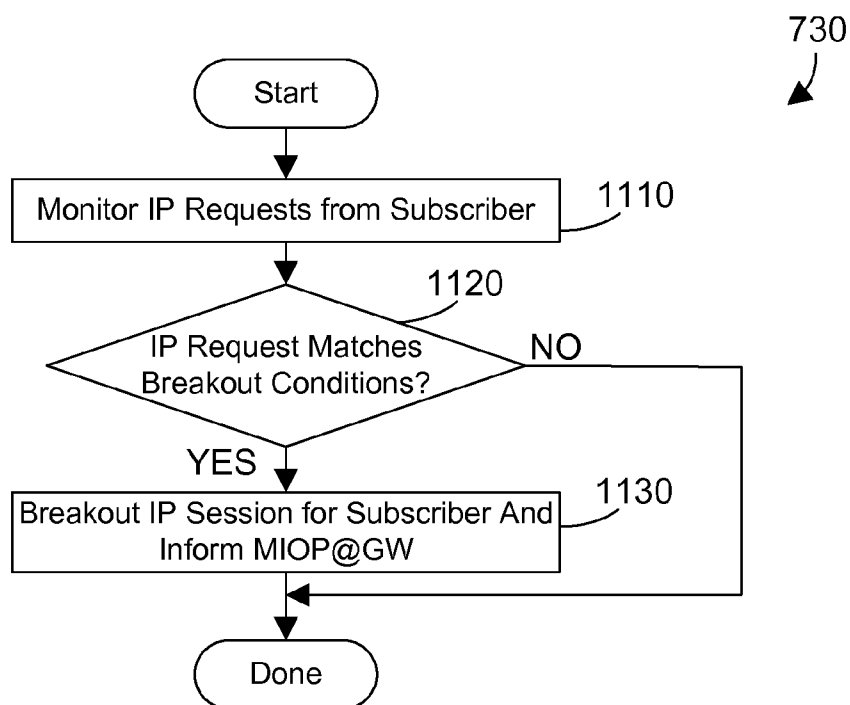 730
Start
Monitor IP Requests from Subscriber
1110
1120
IP Request Matches
Breakout Conditions?
NO
YES
1130
Breakout IP Session for Subscriber And
Inform MIOP@GW
Done